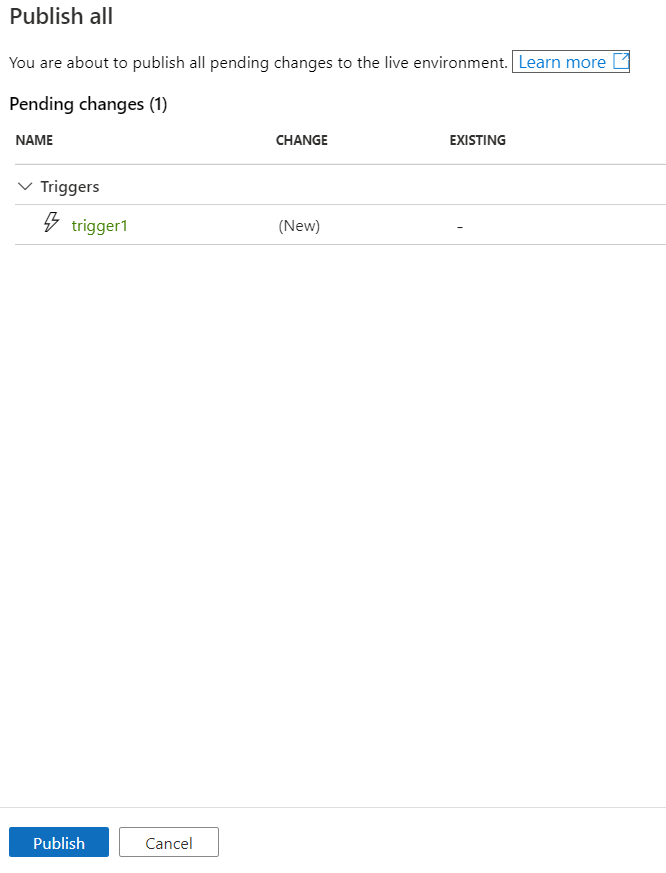 Publish all
You are about to publish all pending changes to the live environment. Learn more
Pending changes (1)
NAME CHANGE EXISTING
Triggers
trigger1 (New) -
Publish Cancel